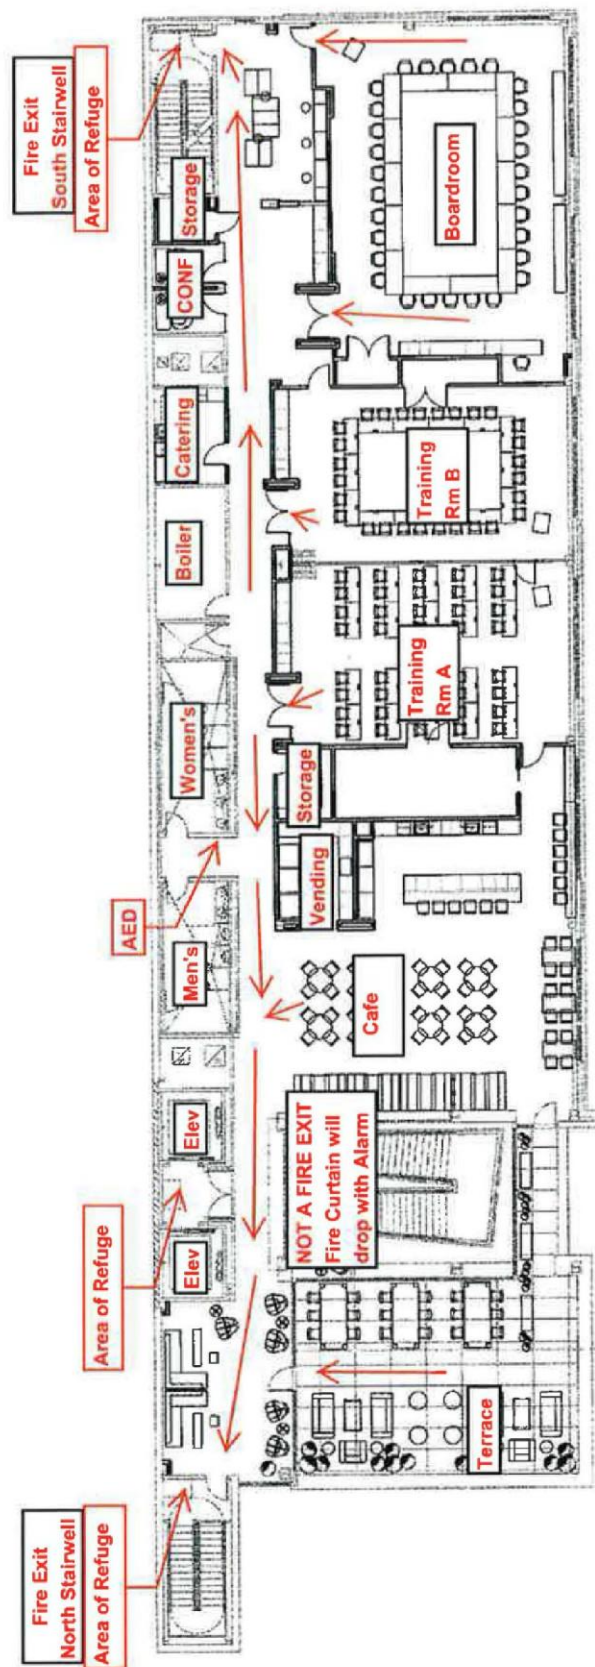 Fire Exit
North Stairwell
Area of Refuge
Area of Refuge
AED
Fire Exit
South Stairwell
Area of Refuge
Elev
Elev
Men's
Women's
Boiler
Catering
CONF
Storage
NOT A FIRE EXIT
Fire Curtain will
drop with Alarm
Vending
Storage
Cafe
Training
Rm A
Training
Rm B
Boardroom
Terrace